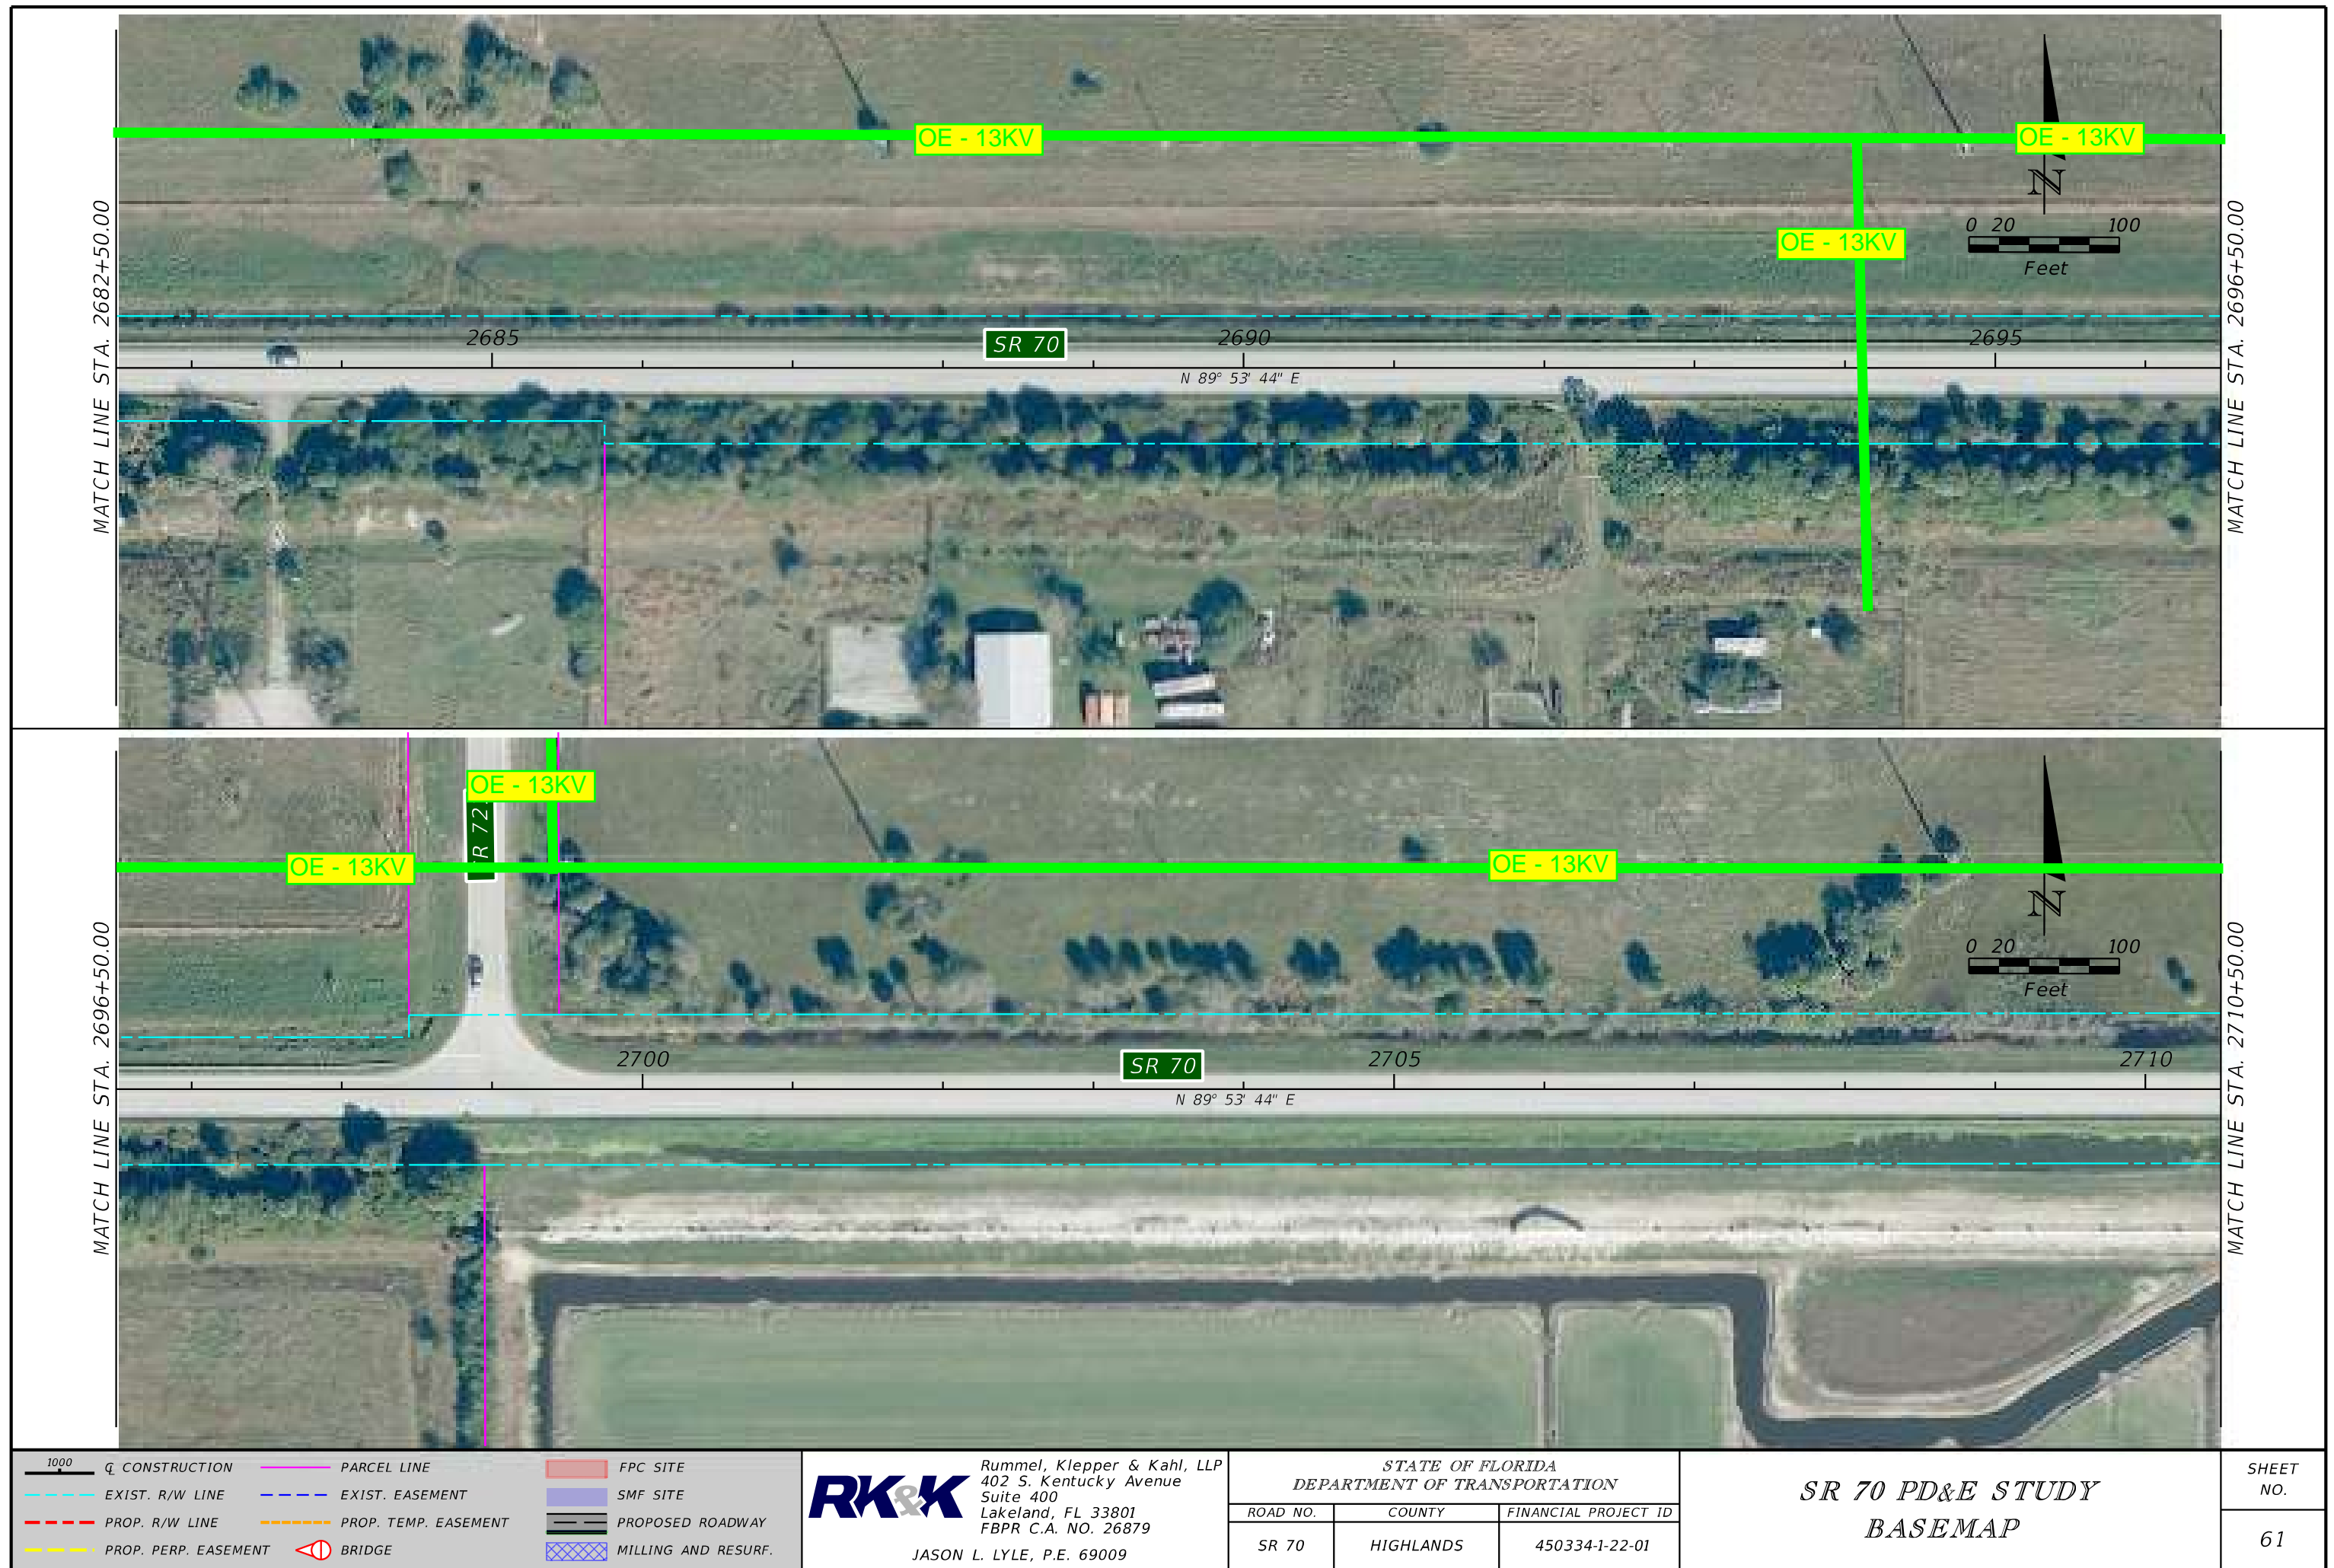 OE - 13KV
OE - 13KV
OE - 13KV
N
0 20 100
Feet
MATCH LINE STA. 2682+50.00
MATCH LINE STA. 2696+50.00
2685
SR 70
2690
2695
N 89° 53' 44" E
OE - 13KV
R 72
OE - 13KV
OE - 13KV
N
0 20 100
Feet
MATCH LINE STA. 2696+50.00
MATCH LINE STA. 2710+50.00
2700
SR 70
2705
2710
N 89° 53' 44" E
1000
℄ CONSTRUCTION
EXIST. R/W LINE
PROP. R/W LINE
PROP. PERP. EASEMENT
PARCEL LINE
EXIST. EASEMENT
PROP. TEMP. EASEMENT
BRIDGE
FPC SITE
SMF SITE
PROPOSED ROADWAY
MILLING AND RESURF.
RK&K
Rummel, Klepper & Kahl, LLP
402 S. Kentucky Avenue
Suite 400
Lakeland, FL 33801
FBPR C.A. NO. 26879
JASON L. LYLE, P.E. 69009
STATE OF FLORIDA
DEPARTMENT OF TRANSPORTATION
ROAD NO. COUNTY FINANCIAL PROJECT ID
SR 70 HIGHLANDS 450334-1-22-01
SR 70 PD&E STUDY
BASEMAP
SHEET
NO.
61